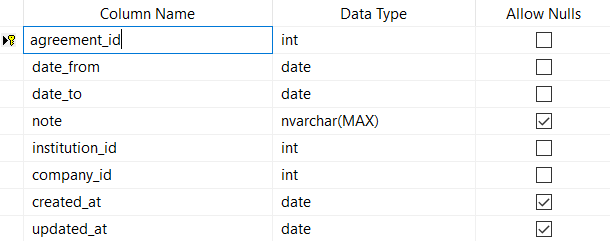 Column Name Data Type Allow Nulls
agreement_id int
date_from date
date_to date
note nvarchar(MAX)
institution_id int
company_id int
created_at date
updated_at date